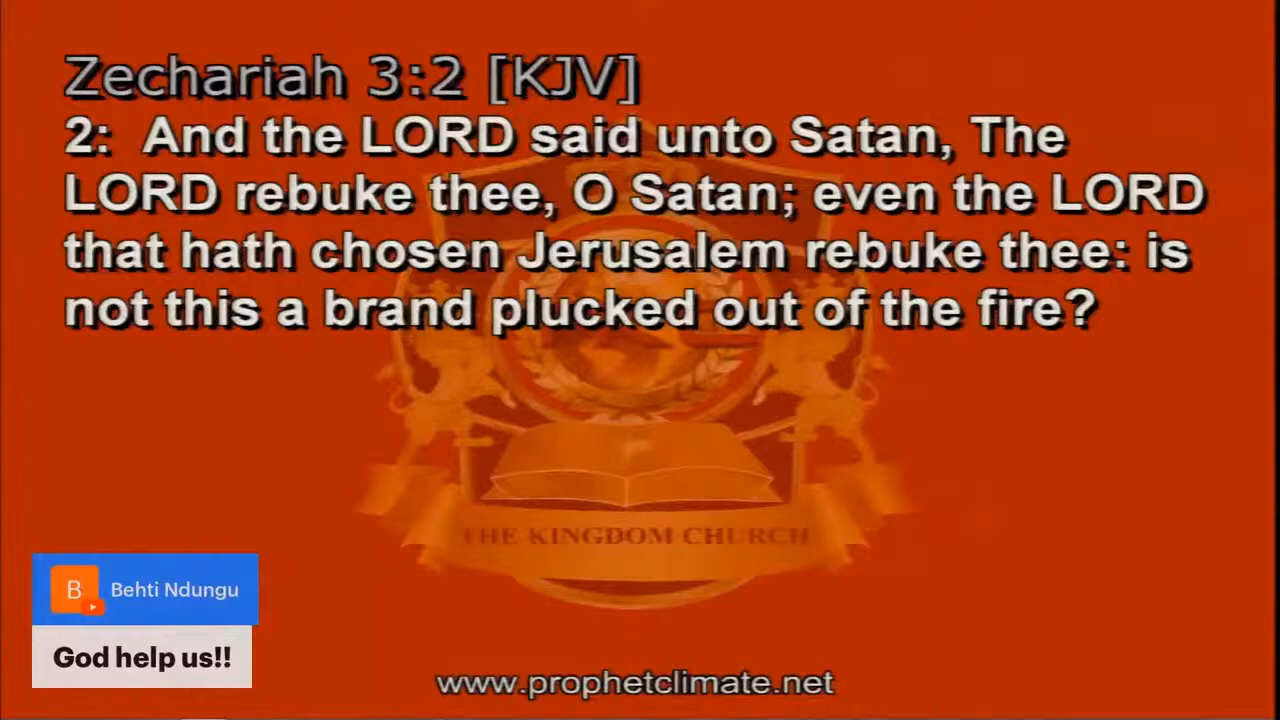 Zechariah 3:2 [KJV]
2: And the LORD said unto Satan, The
LORD rebuke thee, O Satan; even the LORD
that hath chosen Jerusalem rebuke thee: is
not this a brand plucked out of the fire?
THE KINGDOM CHURCH
B Behti Ndungu
God help us!!
www.prophetclimate.net